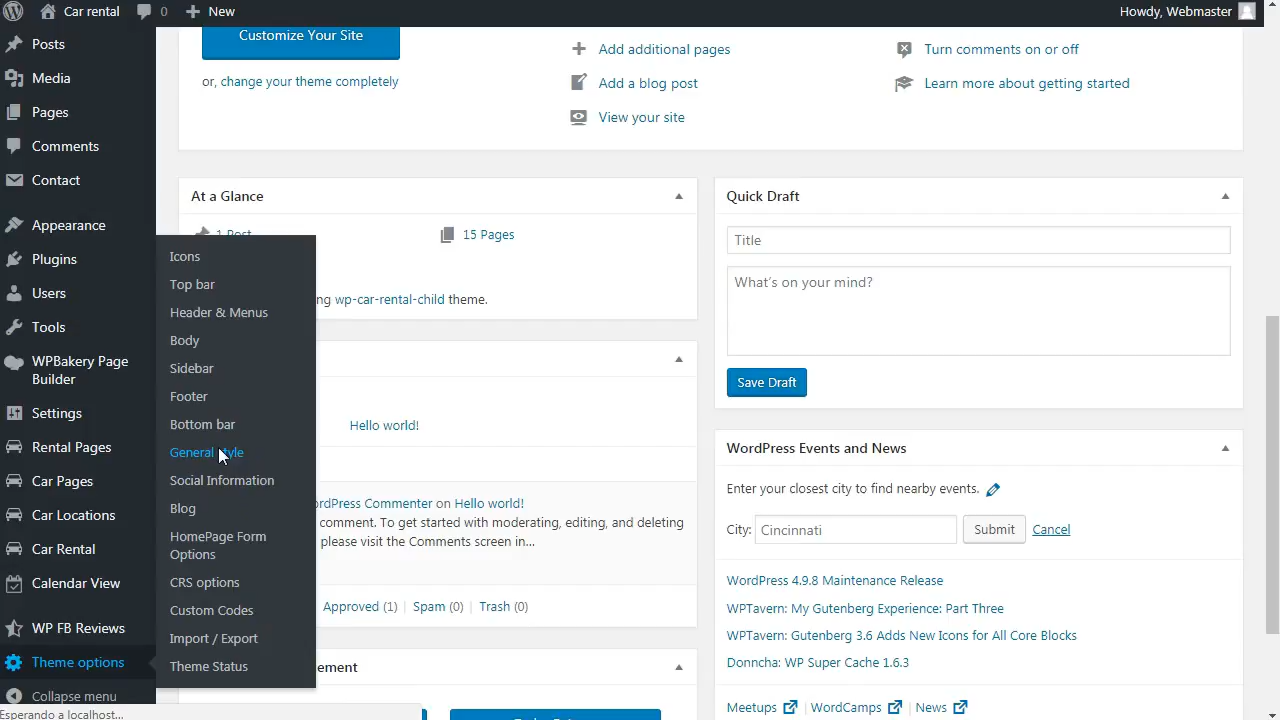 Car rental
0
New
Howdy, Webmaster
Posts
Media
Pages
Comments
Contact
Appearance
Plugins
Users
Tools
WPBakery Page
Builder
Settings
Rental Pages
Car Pages
Car Locations
Car Rental
Calendar View
WP FB Reviews
Theme options
Collapse menu
Esperando a localhost...
Icons
Top bar
Header & Menus
Body
Sidebar
Footer
Bottom bar
General style
Social Information
Blog
HomePage Form
Options
CRS options
Custom Codes
Import / Export
Theme Status
Customize Your Site
or, change your theme completely
Add additional pages
Add a blog post
View your site
Turn comments on or off
Learn more about getting started
At a Glance
1 Post
15 Pages
ng wp-car-rental-child theme.
Hello world!
ordPress Commenter on Hello world!
comment. To get started with moderating, editing, and deleting
please visit the Comments screen in...
Approved (1) | Spam (0) | Trash (0)
ement
Quick Draft
Title
What's on your mind?
Save Draft
WordPress Events and News
Enter your closest city to find nearby events.
City: Cincinnati Submit Cancel
WordPress 4.9.8 Maintenance Release
WPTavern: My Gutenberg Experience: Part Three
WPTavern: Gutenberg 3.6 Adds New Icons for All Core Blocks
Donncha: WP Super Cache 1.6.3
Meetups | WordCamps | News